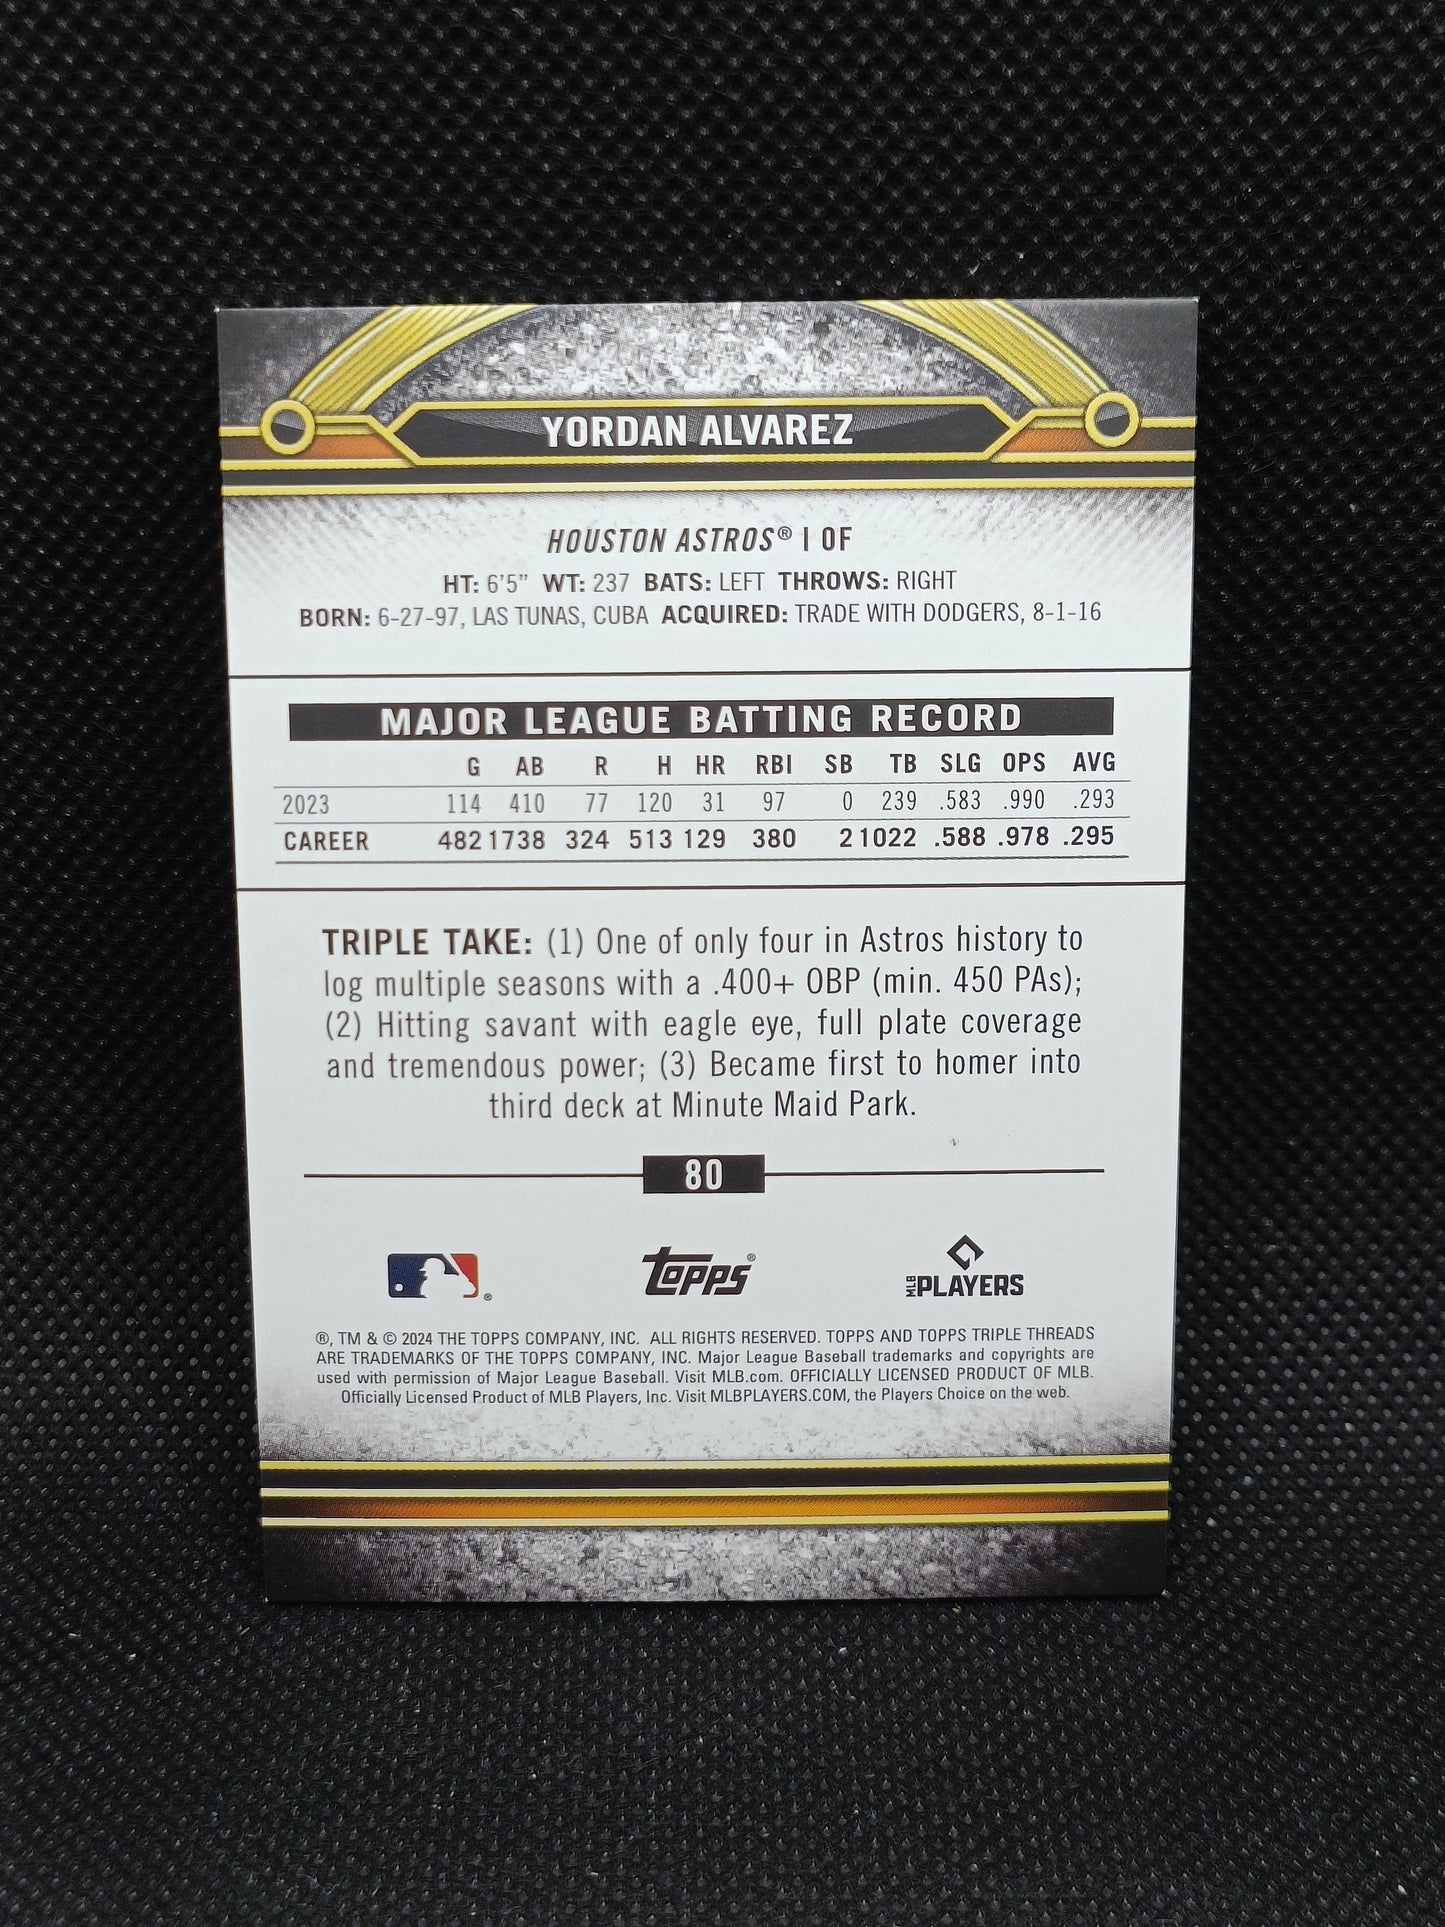 YORDAN ALVAREZ
HOUSTON ASTROS® | OF
HT: 6'5" WT: 237 BATS: LEFT THROWS: RIGHT
BORN: 6-27-97, LAS TUNAS, CUBA ACQUIRED: TRADE WITH DODGERS, 8-1-16
MAJOR LEAGUE BATTING RECORD
G AB R H HR RBI SB TB SLG OPS AVG
2023 114 410 77 120 31 97 0 239 .583 .990 .293
CAREER 482 1738 324 513 129 380 2 1022 .588 .978 .295
TRIPLE TAKE: (1) One of only four in Astros history to
log multiple seasons with a .400+ OBP (min. 450 PAs);
(2) Hitting savant with eagle eye, full plate coverage
and tremendous power; (3) Became first to homer into
third deck at Minute Maid Park.
80
® topps® MLB PLAYERS
®, TM & © 2024 THE TOPPS COMPANY, INC. ALL RIGHTS RESERVED. TOPPS AND TOPPS TRIPLE THREADS
ARE TRADEMARKS OF THE TOPPS COMPANY, INC. Major League Baseball trademarks and copyrights are
used with permission of Major League Baseball. Visit MLB.com. OFFICIALLY LICENSED PRODUCT OF MLB.
Officially Licensed Product of MLB Players, Inc. Visit MLBPLAYERS.COM, the Players Choice on the web.